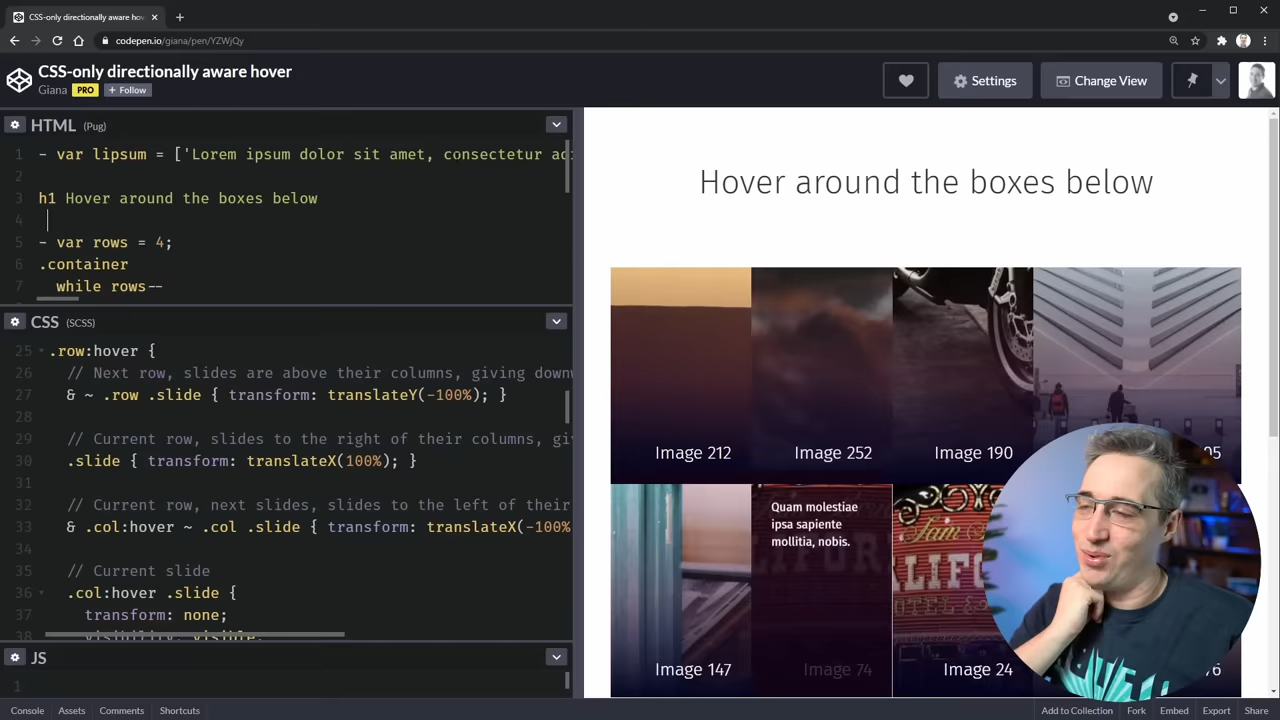 CSS-only directionally aware hov
codepen.io/giana/pen/YZWjQy
CSS-only directionally aware hover
Giana PRO + Follow
Settings
Change View
HTML (Pug)
1 - var lipsum = ['Lorem ipsum dolor sit amet, consectetur ad
2
3 h1 Hover around the boxes below
4
5 - var rows = 4;
6 .container
7 while rows--
CSS (SCSS)
25 .row:hover {
26 // Next row, slides are above their columns, giving down
27 & ~ .row .slide { transform: translateY(-100%); }
28
29 // Current row, slides to the right of their columns, gi
30 .slide { transform: translateX(100%); }
31
32 // Current row, next slides, slides to the left of their
33 & .col:hover ~ .col .slide { transform: translateX(-100%
34
35 // Current slide
36 .col:hover .slide {
37 transform: none;
38 visibility: visible;
JS
1
Hover around the boxes below
Image 212
Image 252
Image 190
05
Quam molestiae
ipsa sapiente
mollitia, nobis.
CALIFOR
HOTEL &
Image 147
Image 74
Image 24
76
Console
Assets
Comments
Shortcuts
Add to Collection
Fork
Embed
Export
Share